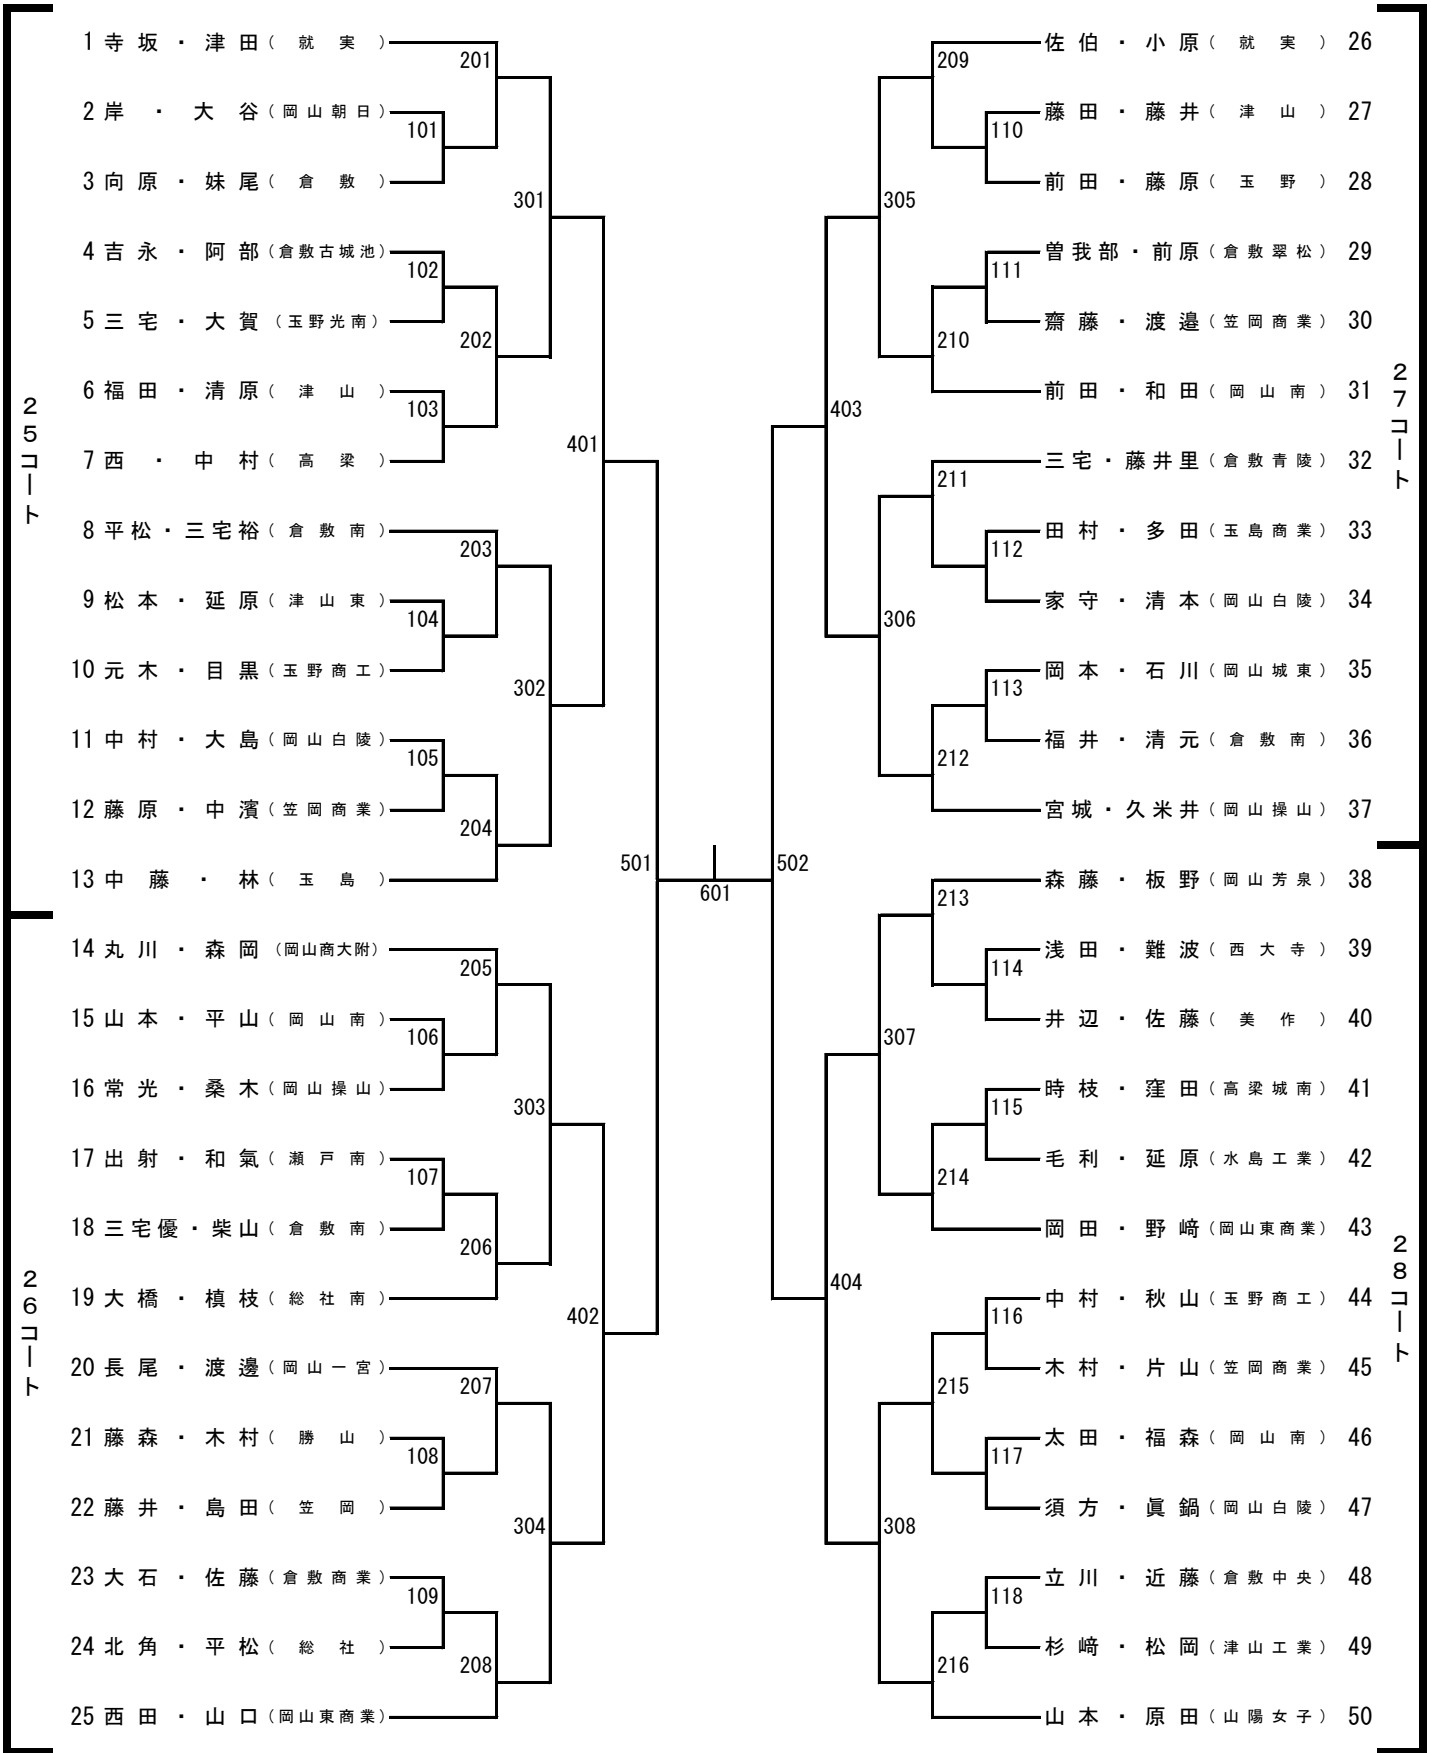 25コート
1 寺坂・津田（就実）
2 岸・大谷（岡山朝日）
3 向原・妹尾（倉敷）
4 吉永・阿部（倉敷古城池）
5 三宅・大賀（玉野光南）
6 福田・清原（津山）
7 西・中村（高梁）
8 平松・三宅裕（倉敷南）
9 松本・延原（津山東）
10 元木・目黒（玉野商工）
11 中村・大島（岡山白陵）
12 藤原・中濱（笠岡商業）
13 中藤・林（玉島）
26コート
14 丸川・森岡（岡山商大附）
15 山本・平山（岡山南）
16 常光・桑木（岡山操山）
17 出射・和氣（瀬戸南）
18 三宅優・柴山（倉敷南）
19 大橋・槙枝（総社南）
20 長尾・渡邊（岡山一宮）
21 藤森・木村（勝山）
22 藤井・島田（笠岡）
23 大石・佐藤（倉敷商業）
24 北角・平松（総社）
25 西田・山口（岡山東商業）
201
101
301
102
202
103
401
203
104
302
105
204
501
205
106
303
107
206
402
207
108
304
109
208
601
502
209
110
305
111
210
403
211
112
306
113
212
213
114
307
115
214
404
116
215
117
308
118
216
27コート
佐伯・小原（就実） 26
藤田・藤井（津山） 27
前田・藤原（玉野） 28
曽我部・前原（倉敷翠松） 29
齋藤・渡邉（笠岡商業） 30
前田・和田（岡山南） 31
三宅・藤井里（倉敷青陵） 32
田村・多田（玉島商業） 33
家守・清本（岡山白陵） 34
岡本・石川（岡山城東） 35
福井・清元（倉敷南） 36
宮城・久米井（岡山操山） 37
28コート
森藤・板野（岡山芳泉） 38
浅田・難波（西大寺） 39
井辺・佐藤（美作） 40
時枝・窪田（高梁城南） 41
毛利・延原（水島工業） 42
岡田・野﨑（岡山東商業） 43
中村・秋山（玉野商工） 44
木村・片山（笠岡商業） 45
太田・福森（岡山南） 46
須方・眞鍋（岡山白陵） 47
立川・近藤（倉敷中央） 48
杉﨑・松岡（津山工業） 49
山本・原田（山陽女子） 50